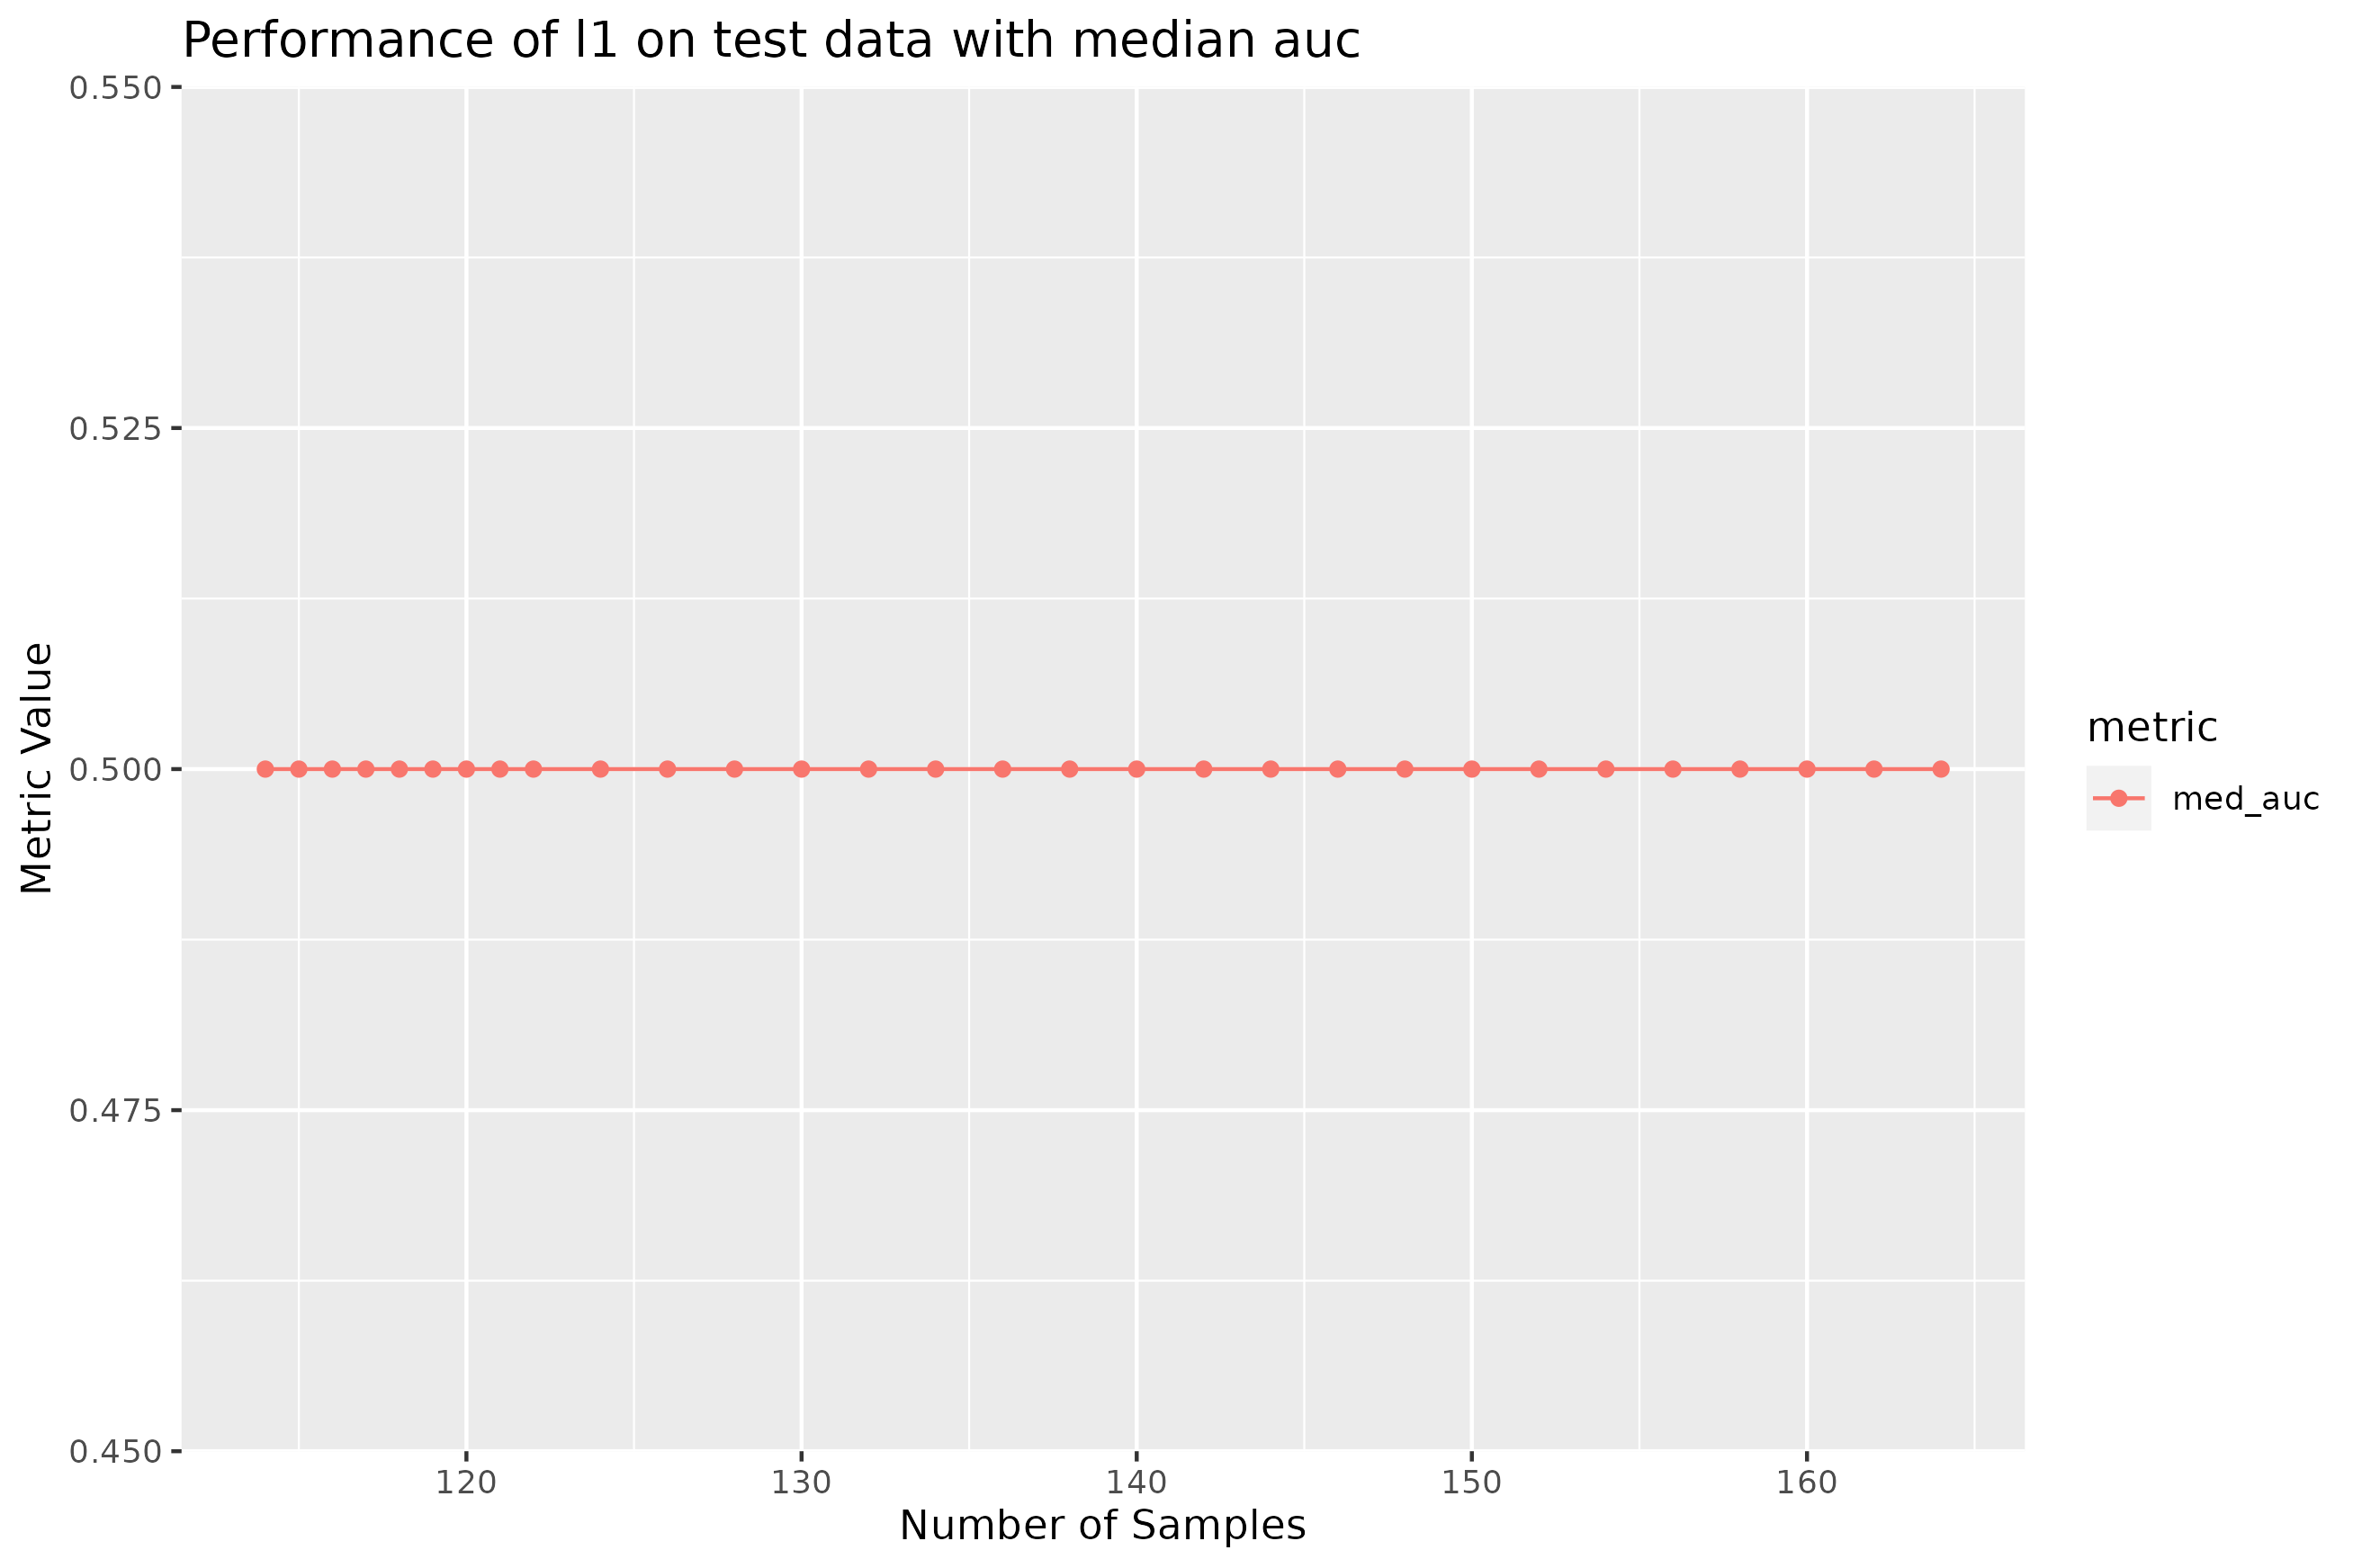 Performance of l1 on test data with median auc
0.550
0.525
0.500
0.475
0.450
Metric Value
120 130 140 150 160
Number of Samples
metric
med_auc